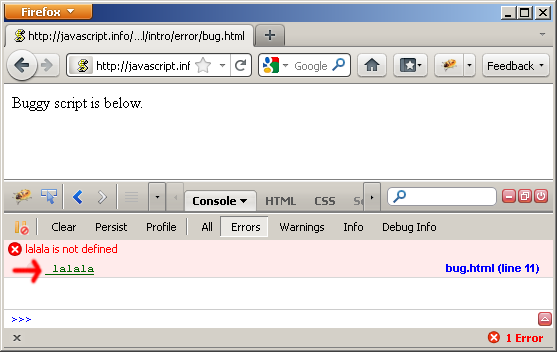 Firefox
http://javascript.info/...l/intro/error/bug.html
http://javascript.inf
Google
Feedback
Buggy script is below.
Console
HTML
CSS
Clear
Persist
Profile
All
Errors
Warnings
Info
Debug Info
lalala is not defined
lalala
bug.html (line 11)
>>>
1 Error